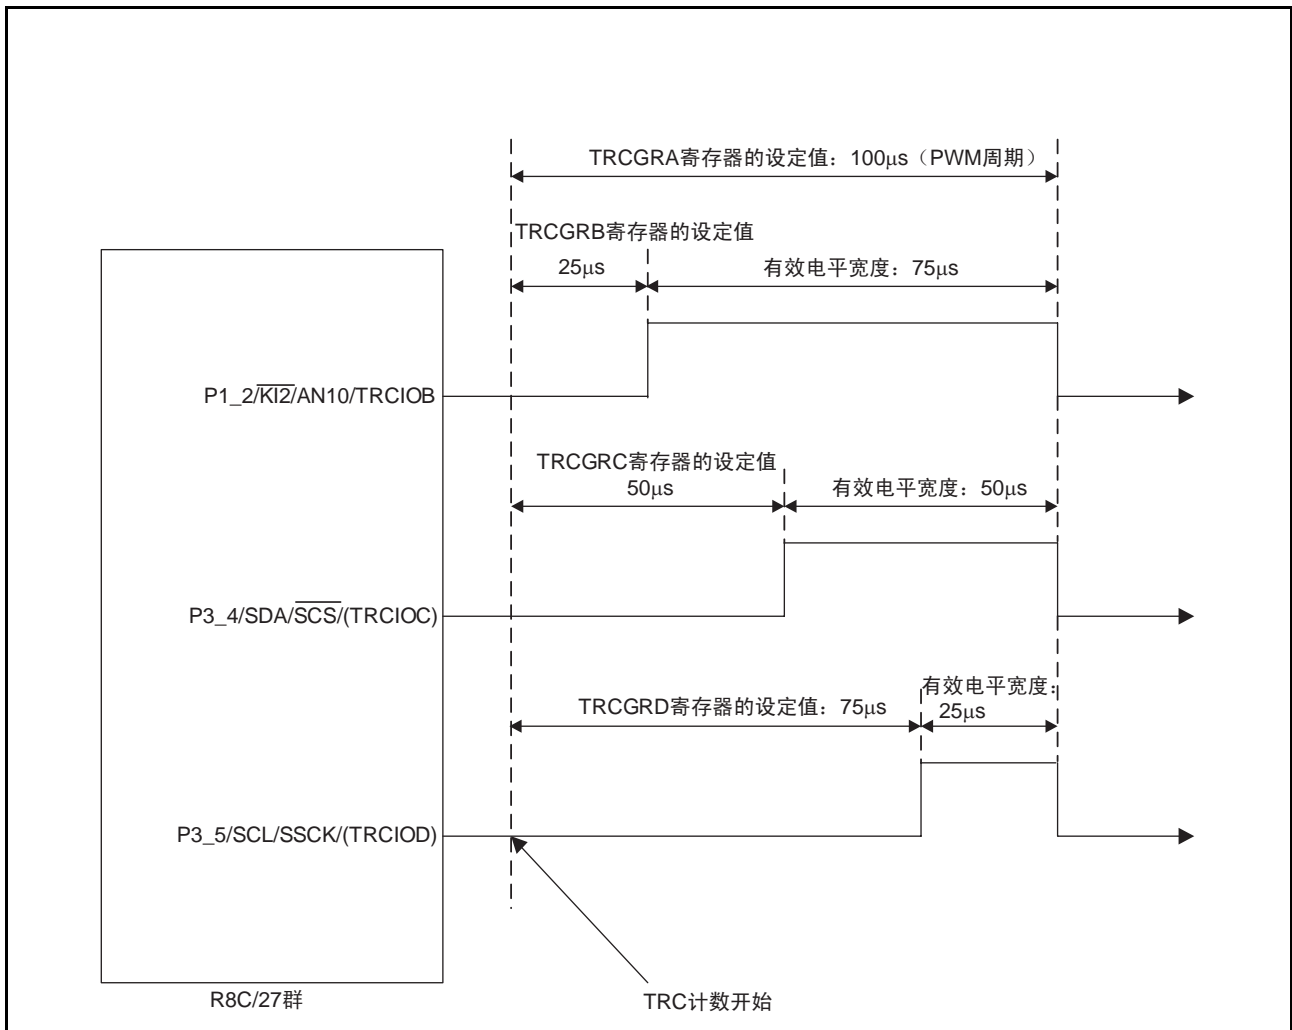 TRCGRA寄存器的设定值：100μs（PWM周期）
TRCGRB寄存器的设定值
25μs
有效电平宽度：75μs
P1_2/KI2/AN10/TRCIOB
TRCGRC寄存器的设定值
50μs
有效电平宽度：50μs
P3_4/SDA/SCS/(TRCIOC)
TRCGRD寄存器的设定值：75μs
有效电平宽度：
25μs
P3_5/SCL/SSCK/(TRCIOD)
R8C/27群
TRC计数开始